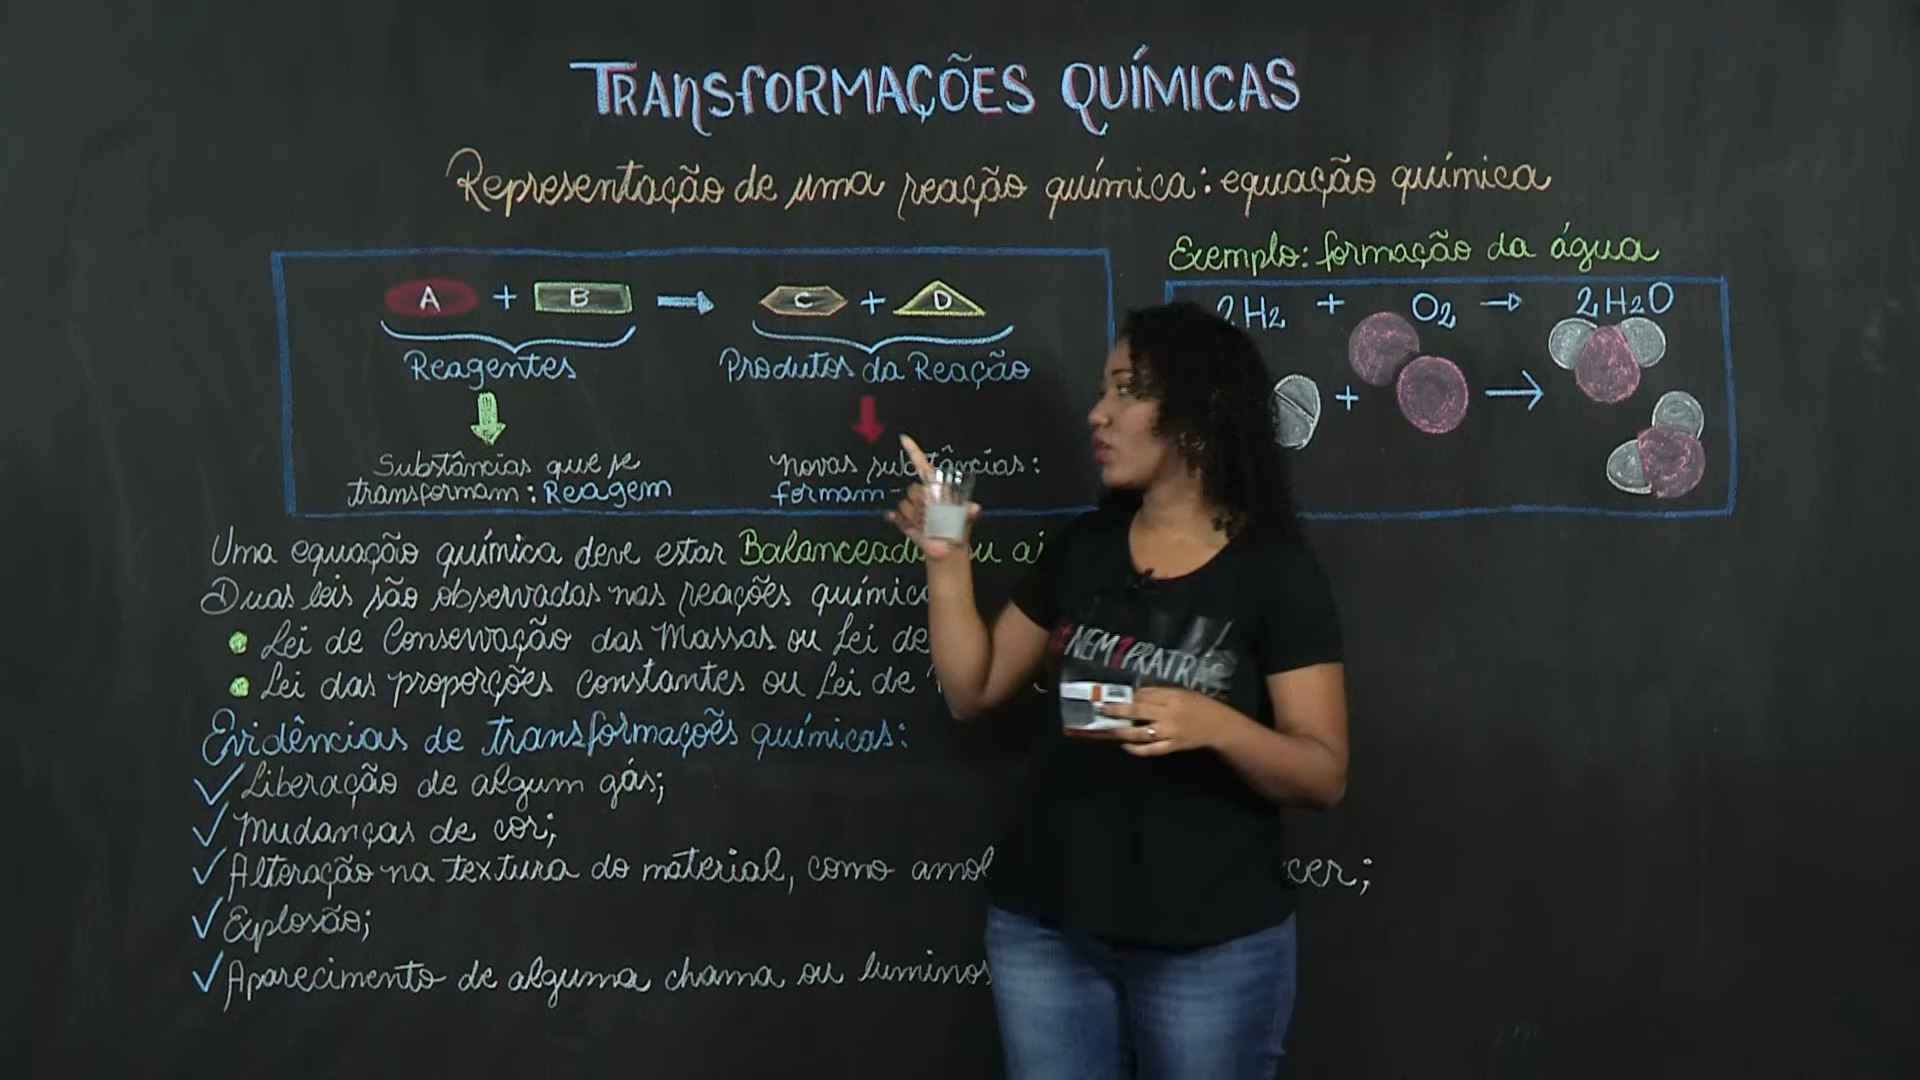 TRANSFORMAÇÕES QUÍMICAS
Representação de uma reação química: equação química
A + B → C + D
Reagentes
Produtos da Reação
Substâncias que se
transformam: Reagem
novas substâncias:
formam-
Exemplo: formação da água
2H2 + O2 → 2H2O
+ →
Uma equação química deve estar Balanceada ou
Duas leis são observadas nas reações
Lei de Conservação das Massas ou Lei de
Lei das proporções constantes ou Lei de
Evidências de transformações químicas:
✓ Liberação de algum gás;
✓ Mudanças de cor;
✓ Alteração na textura do material, como
✓ Explosão;
✓ Aparecimento de alguma chama ou
#NEM1PRATRÁS